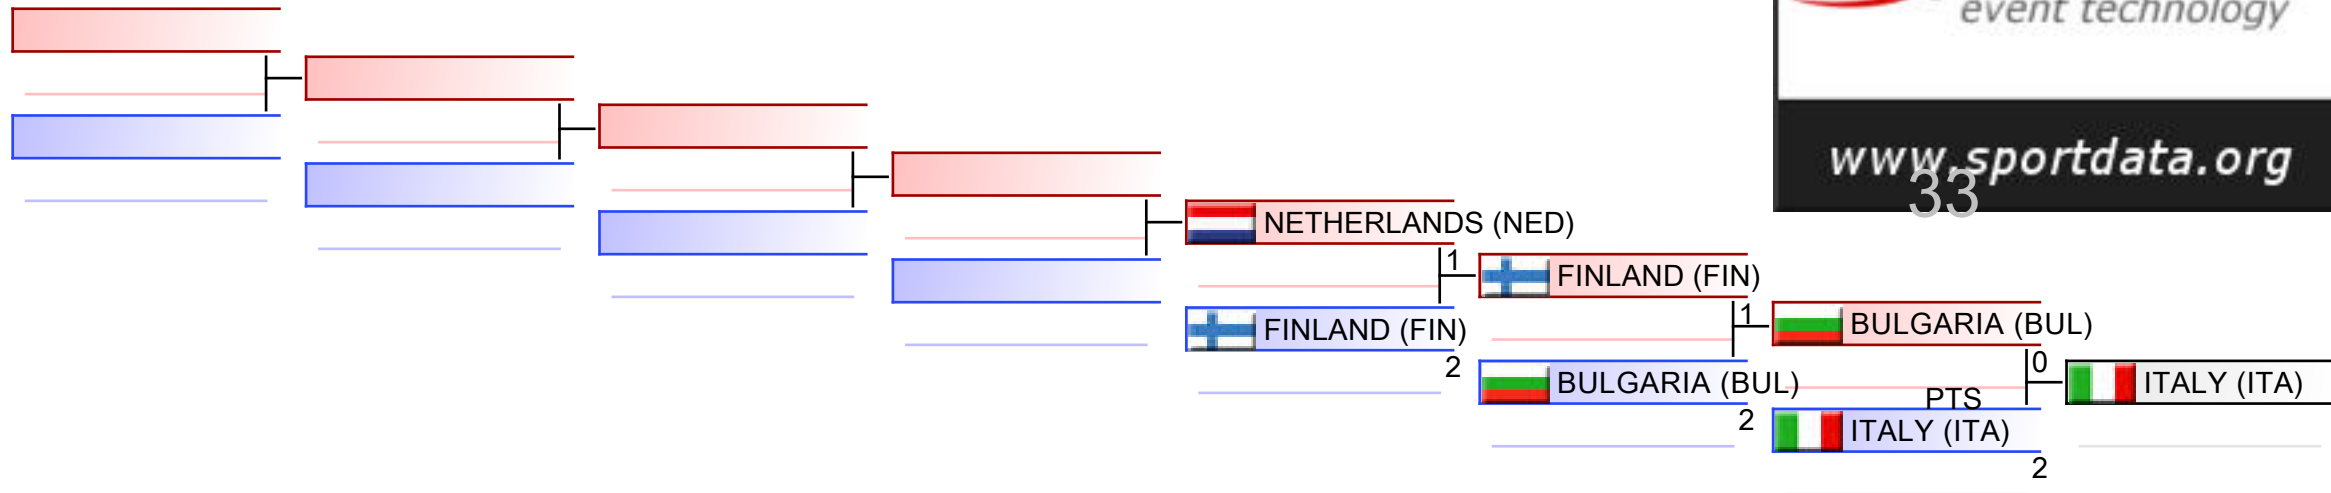 event technology
www.sportdata.org
33
NETHERLANDS (NED)
1
FINLAND (FIN)
FINLAND (FIN)
2
1
BULGARIA (BUL)
BULGARIA (BUL)
2
0
PTS
ITALY (ITA)
ITALY (ITA)
2